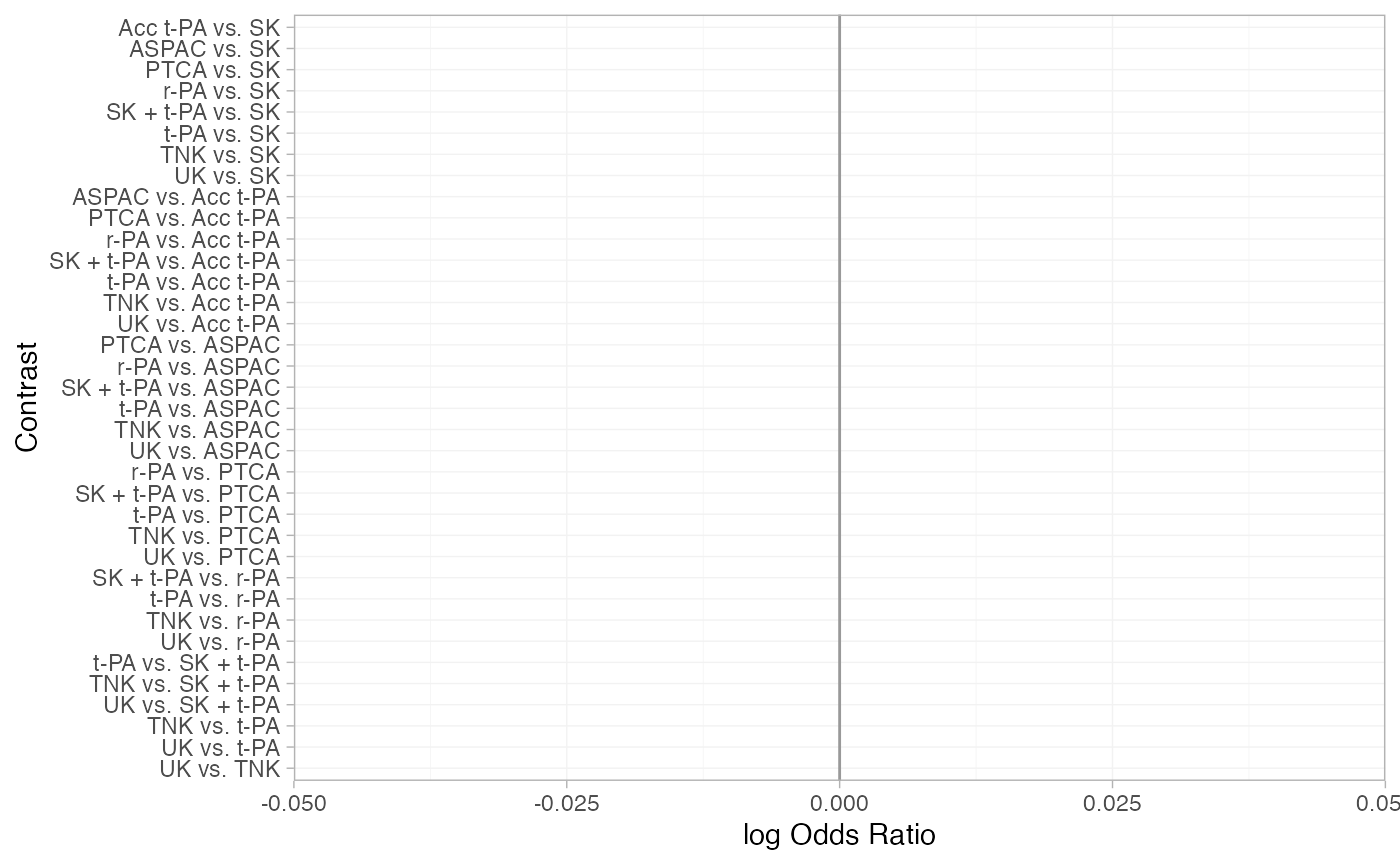 Acc t-PA vs. SK
ASPAC vs. SK
PTCA vs. SK
r-PA vs. SK
SK + t-PA vs. SK
t-PA vs. SK
TNK vs. SK
UK vs. SK
ASPAC vs. Acc t-PA
PTCA vs. Acc t-PA
r-PA vs. Acc t-PA
SK + t-PA vs. Acc t-PA
t-PA vs. Acc t-PA
TNK vs. Acc t-PA
UK vs. Acc t-PA
PTCA vs. ASPAC
r-PA vs. ASPAC
SK + t-PA vs. ASPAC
t-PA vs. ASPAC
TNK vs. ASPAC
UK vs. ASPAC
r-PA vs. PTCA
SK + t-PA vs. PTCA
t-PA vs. PTCA
TNK vs. PTCA
UK vs. PTCA
SK + t-PA vs. r-PA
t-PA vs. r-PA
TNK vs. r-PA
UK vs. r-PA
t-PA vs. SK + t-PA
TNK vs. SK + t-PA
UK vs. SK + t-PA
TNK vs. t-PA
UK vs. t-PA
UK vs. TNK
Contrast
-0.050 -0.025 0.000 0.025 0.05
log Odds Ratio